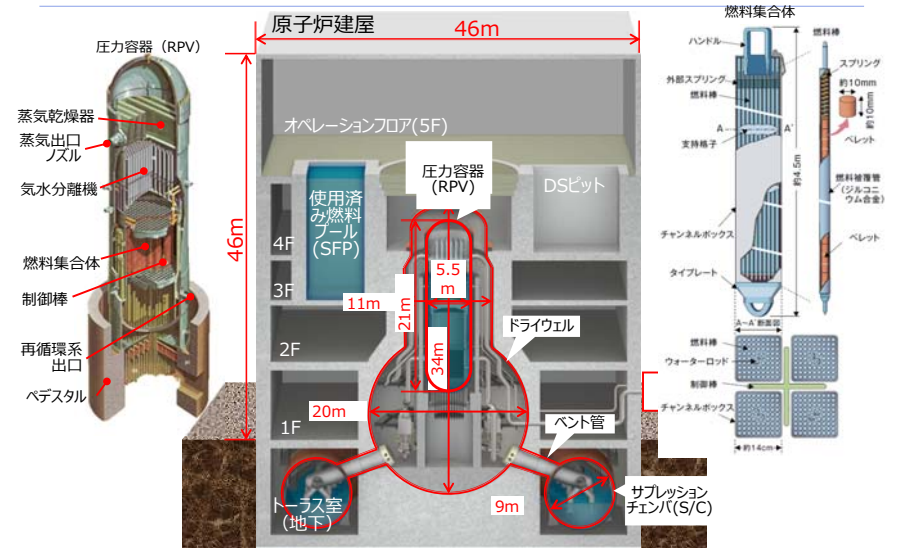 原子炉建屋
46m
46m
圧力容器（RPV）
蒸気乾燥器
蒸気出口
ノズル
気水分離機
燃料集合体
制御棒
再循環系
出口
ペデスタル
オペレーションフロア(5F)
使用済
み燃料
プール
(SFP)
圧力容器
(RPV)
DSピット
4F
3F
2F
1F
5.5
m
11m
21m
34m
20m
9m
ドライウェル
ベント管
トーラス室
(地下)
サプレッション
チェンバ(S/C)
燃料集合体
ハンドル
外部スプリング
燃料棒
A
A'
支持格子
約4.5m
チャンネルボックス
タイプレート
燃料棒
スプリング
約10mm
約10mm
ペレット
燃料被覆管
(ジルコニ
ウム合金)
ペレット
A－A'断面図
燃料棒
ウォーターロッド
制御棒
チャンネルボックス
約14cm